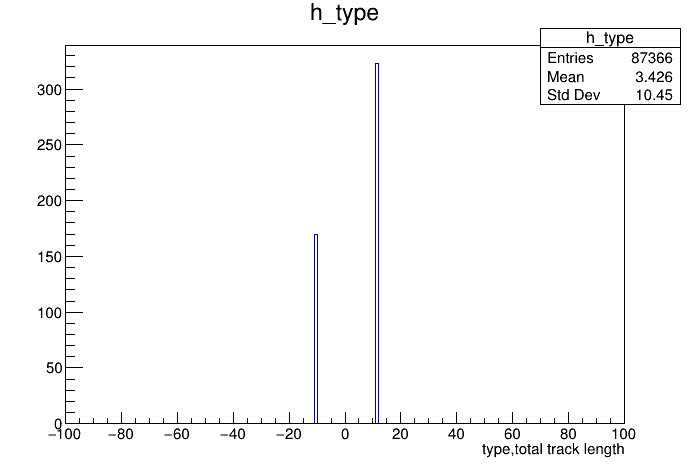 h_type
h_type
Entries 87366
Mean 3.426
Std Dev 10.45
300
250
200
150
100
50
0
−100 −80 −60 −40 −20 0 20 40 60 80 100
type,total track length